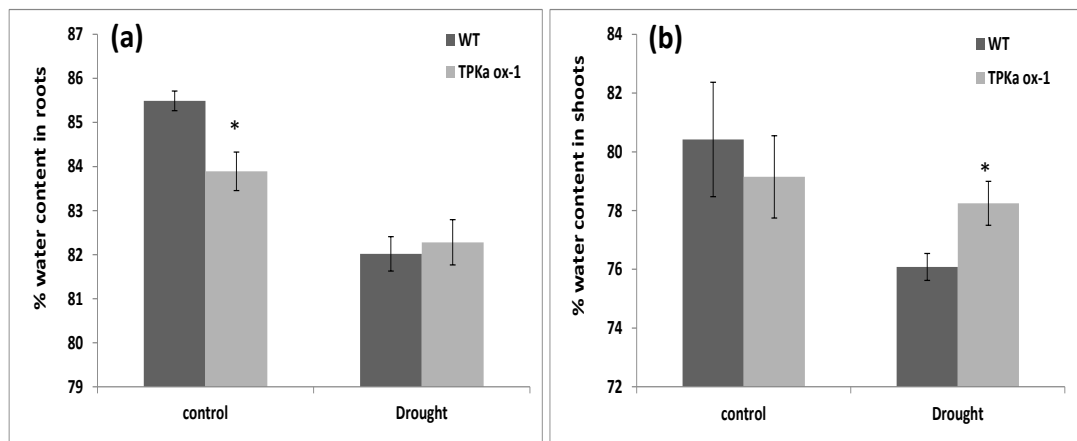 (a)
% water content in roots
87
86
85
84
83
82
81
80
79
WT
TPKa ox-1
*
control
Drought
(b)
% water content in shoots
84
82
80
78
76
74
72
WT
TPKa ox-1
*
control
Drought